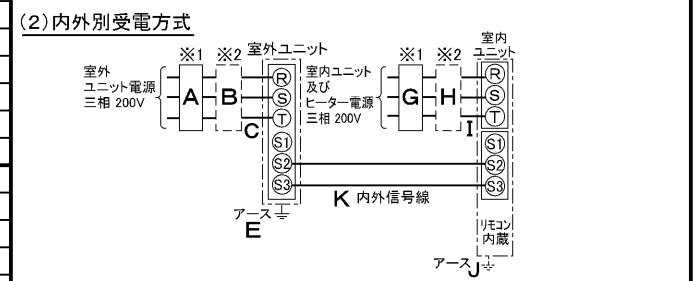 (2)内外別受電方式
室外
ユニット電源
三相 200V
※1
※2
A
B
C
室外ユニット
R
S
T
S1
S2
S3
アース
E
室内ユニット
及び
ヒーター電源
三相 200V
※1
※2
G
H
I
室内
ユニット
R
S
T
S1
S2
S3
K 内外信号線
リモコン
内蔵
アース J